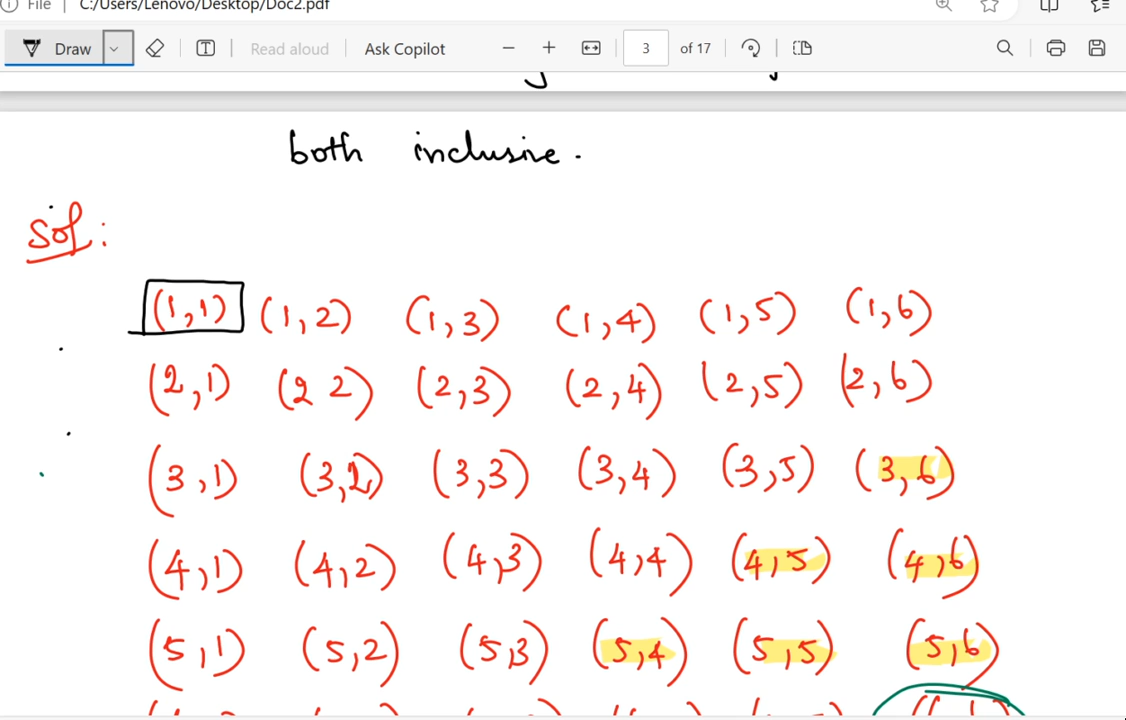 File C:/Users/Lenovo/Desktop/Doc2.pdf
Draw Read aloud Ask Copilot 3 of 17
both inclusive.
Sol:
(1,1) (1,2) (1,3) (1,4) (1,5) (1,6)
(2,1) (2 2) (2,3) (2,4) (2,5) (2,6)
(3,1) (3,2) (3,3) (3,4) (3,5) (3,6)
(4,1) (4,2) (4,3) (4,4) (4,5) (4,6)
(5,1) (5,2) (5,3) (5,4) (5,5) (5,6)